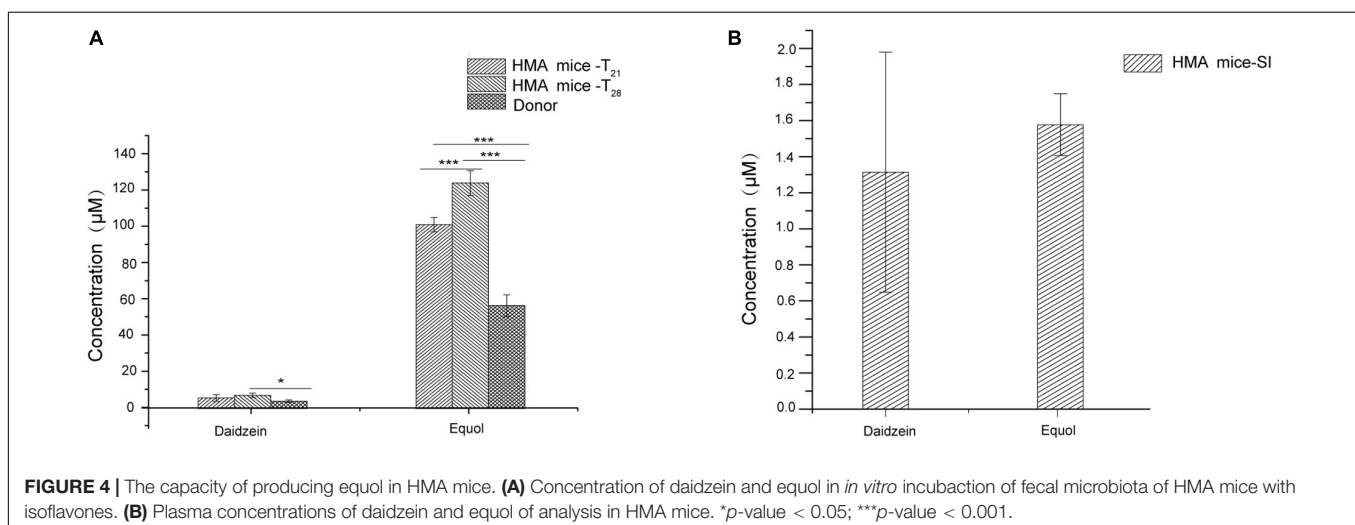 A
HMA mice -T21
HMA mice -T28
Donor
***
***
***
*
Concentration (μM)
140
120
100
80
60
40
20
0
Daidzein
Equol
B
HMA mice-SI
Concentration (μM)
2.0
1.8
1.6
1.4
1.2
1.0
0.8
0.6
0.4
0.2
0.0
Daidzein
Equol
FIGURE 4 | The capacity of producing equol in HMA mice. (A) Concentration of daidzein and equol in in vitro incubaction of fecal microbiota of HMA mice with
isoflavones. (B) Plasma concentrations of daidzein and equol of analysis in HMA mice. *p-value < 0.05; ***p-value < 0.001.